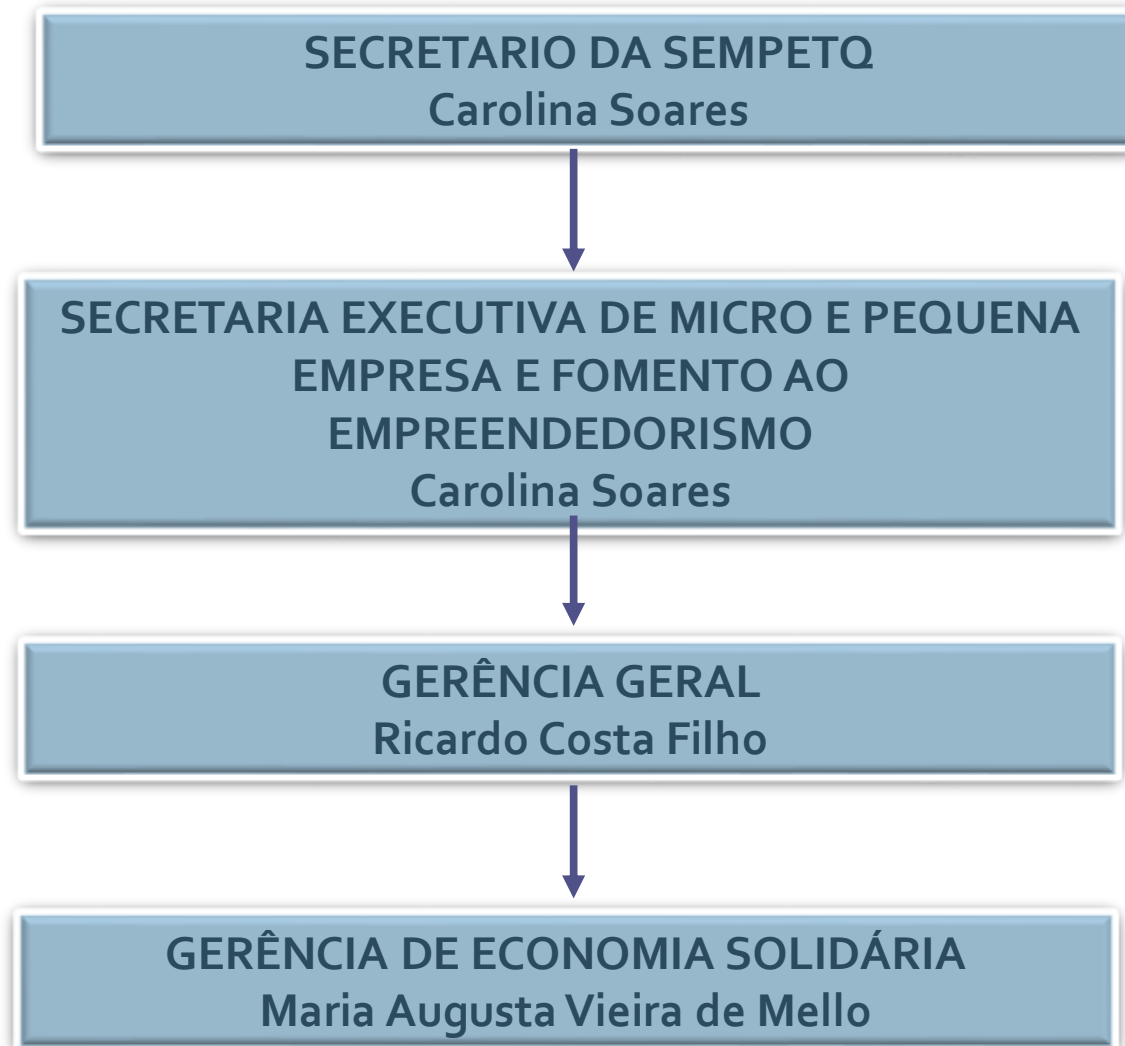 SECRETARIO DA SEMPETQ
Carolina Soares
SECRETARIA EXECUTIVA DE MICRO E PEQUENA
EMPRESA E FOMENTO AO
EMPREENDEDORISMO
Carolina Soares
GERÊNCIA GERAL
Ricardo Costa Filho
GERÊNCIA DE ECONOMIA SOLIDÁRIA
Maria Augusta Vieira de Mello